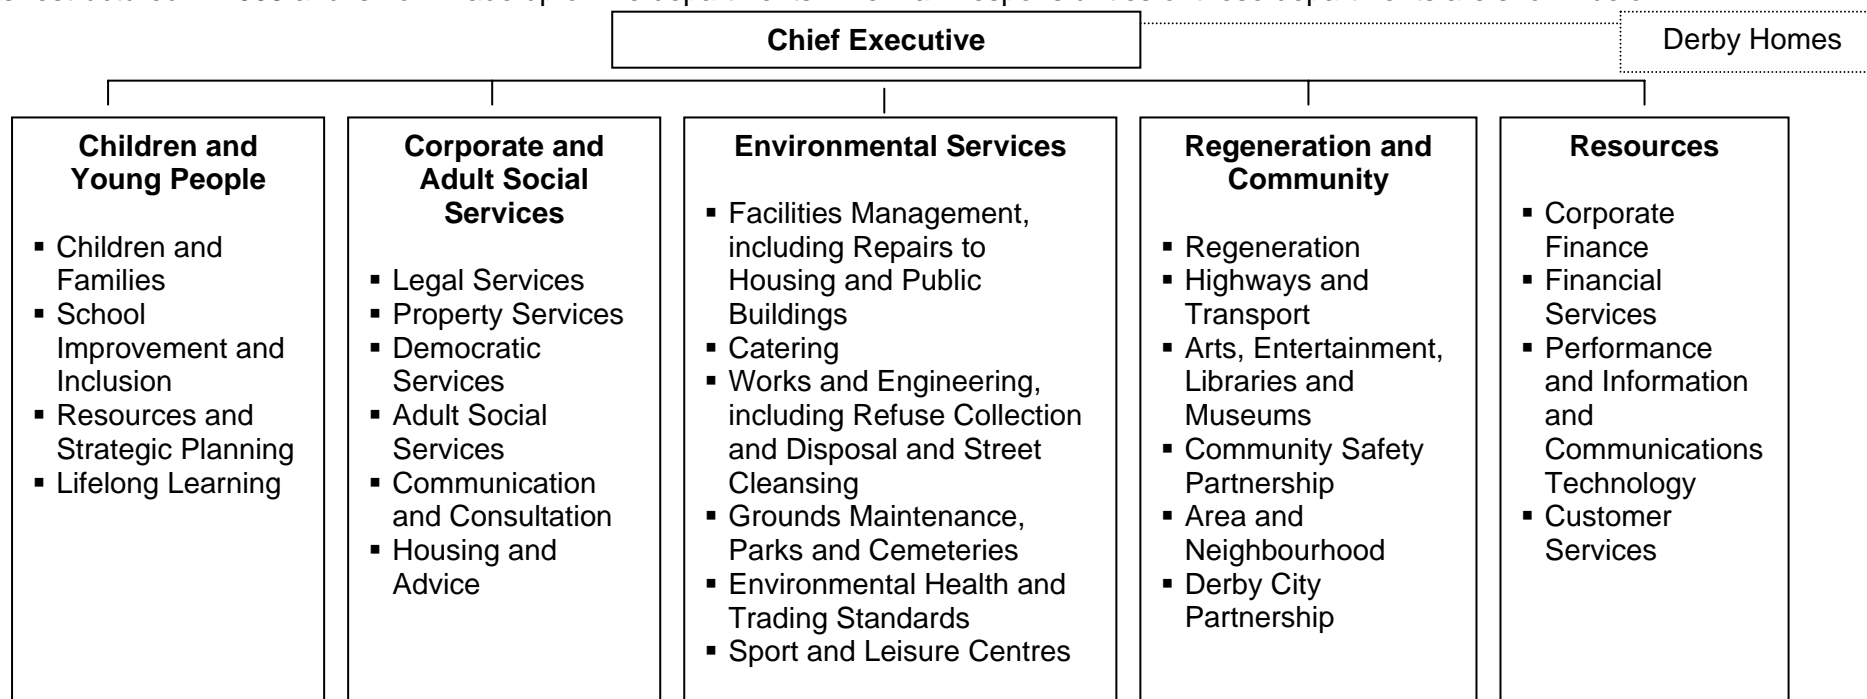 Chief Executive
Derby Homes
Children and
Young People
▪ Children and
Families
▪ School
Improvement and
Inclusion
▪ Resources and
Strategic Planning
▪ Lifelong Learning
Corporate and
Adult Social
Services
▪ Legal Services
▪ Property Services
▪ Democratic
Services
▪ Adult Social
Services
▪ Communication
and Consultation
▪ Housing and
Advice
Environmental Services
▪ Facilities Management,
including Repairs to
Housing and Public
Buildings
▪ Catering
▪ Works and Engineering,
including Refuse Collection
and Disposal and Street
Cleansing
▪ Grounds Maintenance,
Parks and Cemeteries
▪ Environmental Health and
Trading Standards
▪ Sport and Leisure Centres
Regeneration and
Community
▪ Regeneration
▪ Highways and
Transport
▪ Arts, Entertainment,
Libraries and
Museums
▪ Community Safety
Partnership
▪ Area and
Neighbourhood
▪ Derby City
Partnership
Resources
▪ Corporate
Finance
▪ Financial
Services
▪ Performance
and Information
and
Communications
Technology
▪ Customer
Services